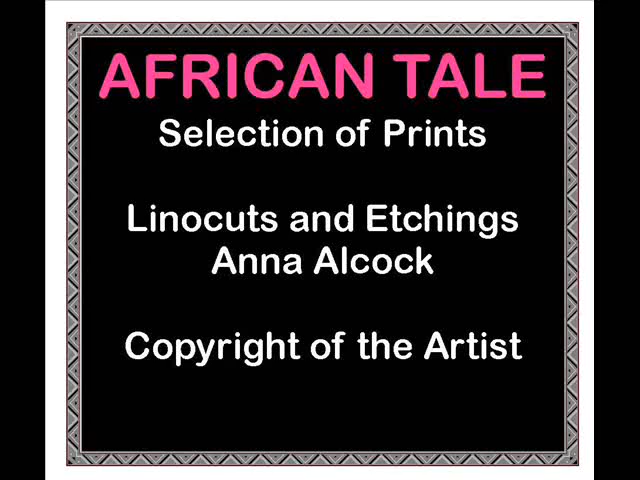 AFRICAN TALE
Selection of Prints
Linocuts and Etchings
Anna Alcock
Copyright of the Artist